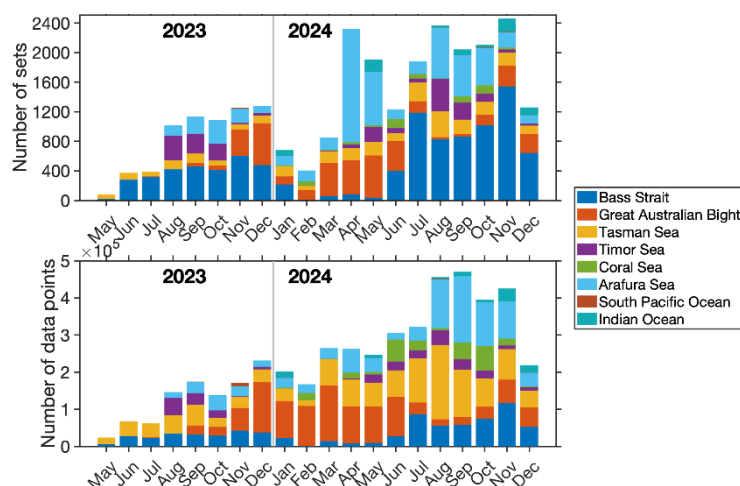 2023 2024
Number of sets
2400
2000
1600
1200
800
400
0
May Jun Jul Aug Sep Oct Nov Dec Jan Feb Mar Apr May Jun Jul Aug Sep Oct Nov Dec
Bass Strait
Great Australian Bight
Tasman Sea
Timor Sea
Coral Sea
Arafura Sea
South Pacific Ocean
Indian Ocean
2023 2024
Number of data points
5
4
3
2
1
0
May Jun Jul Aug Sep Oct Nov Dec Jan Feb Mar Apr May Jun Jul Aug Sep Oct Nov Dec